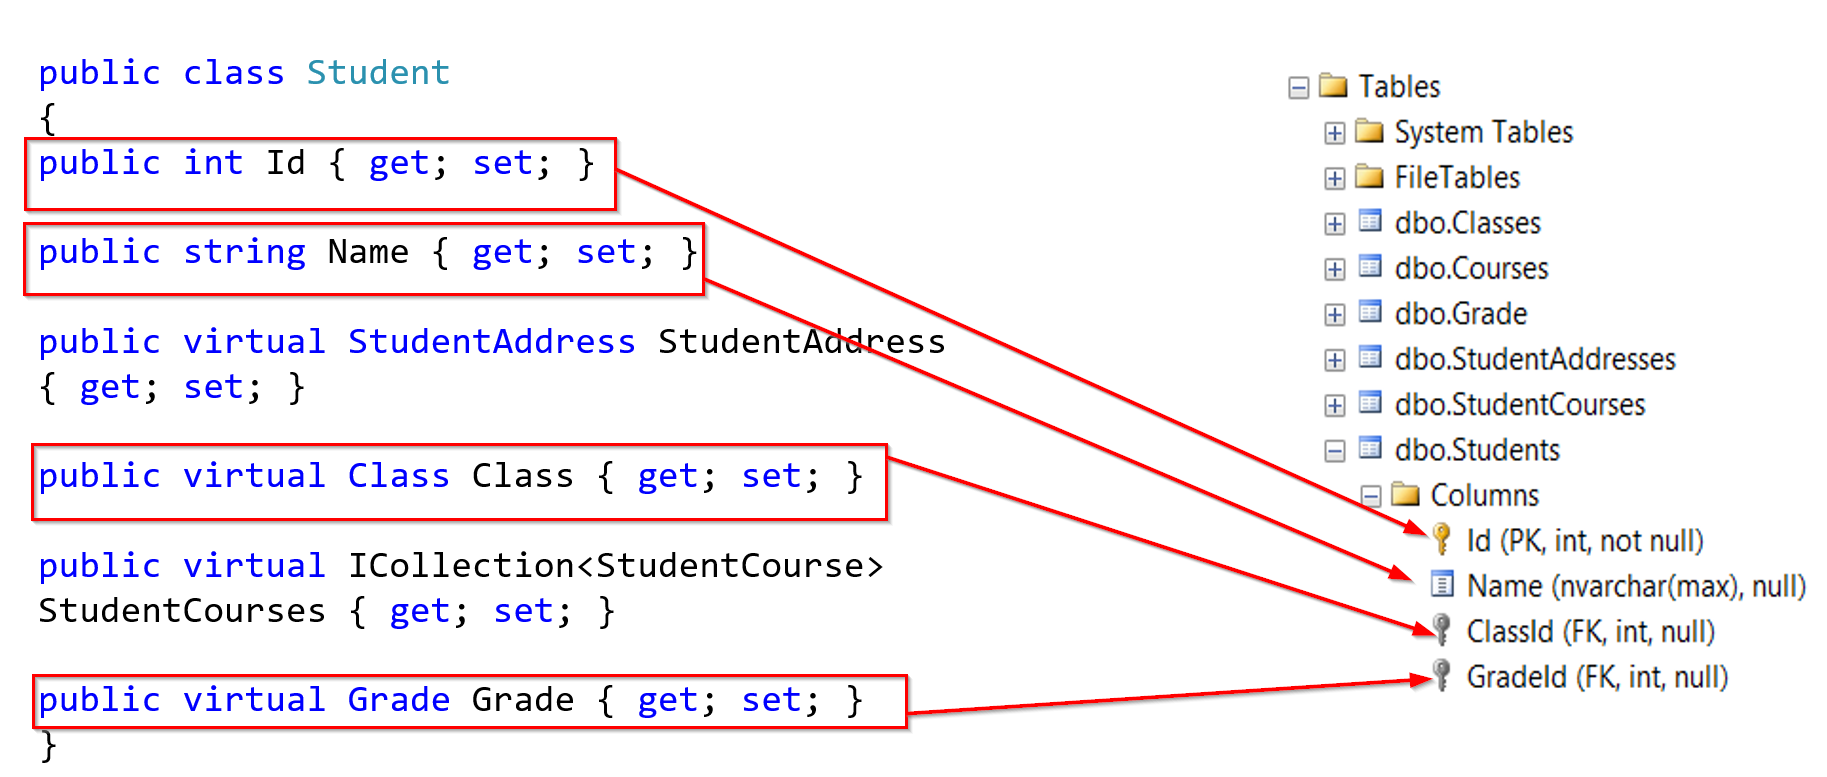 public class Student
{
public int Id { get; set; }
public string Name { get; set; }
public virtual StudentAddress StudentAddress
{ get; set; }
public virtual Class Class { get; set; }
public virtual ICollection<StudentCourse>
StudentCourses { get; set; }
public virtual Grade Grade { get; set; }
}
Tables
System Tables
FileTables
dbo.Classes
dbo.Courses
dbo.Grade
dbo.StudentAddresses
dbo.StudentCourses
dbo.Students
Columns
Id (PK, int, not null)
Name (nvarchar(max), null)
ClassId (FK, int, null)
GradeId (FK, int, null)